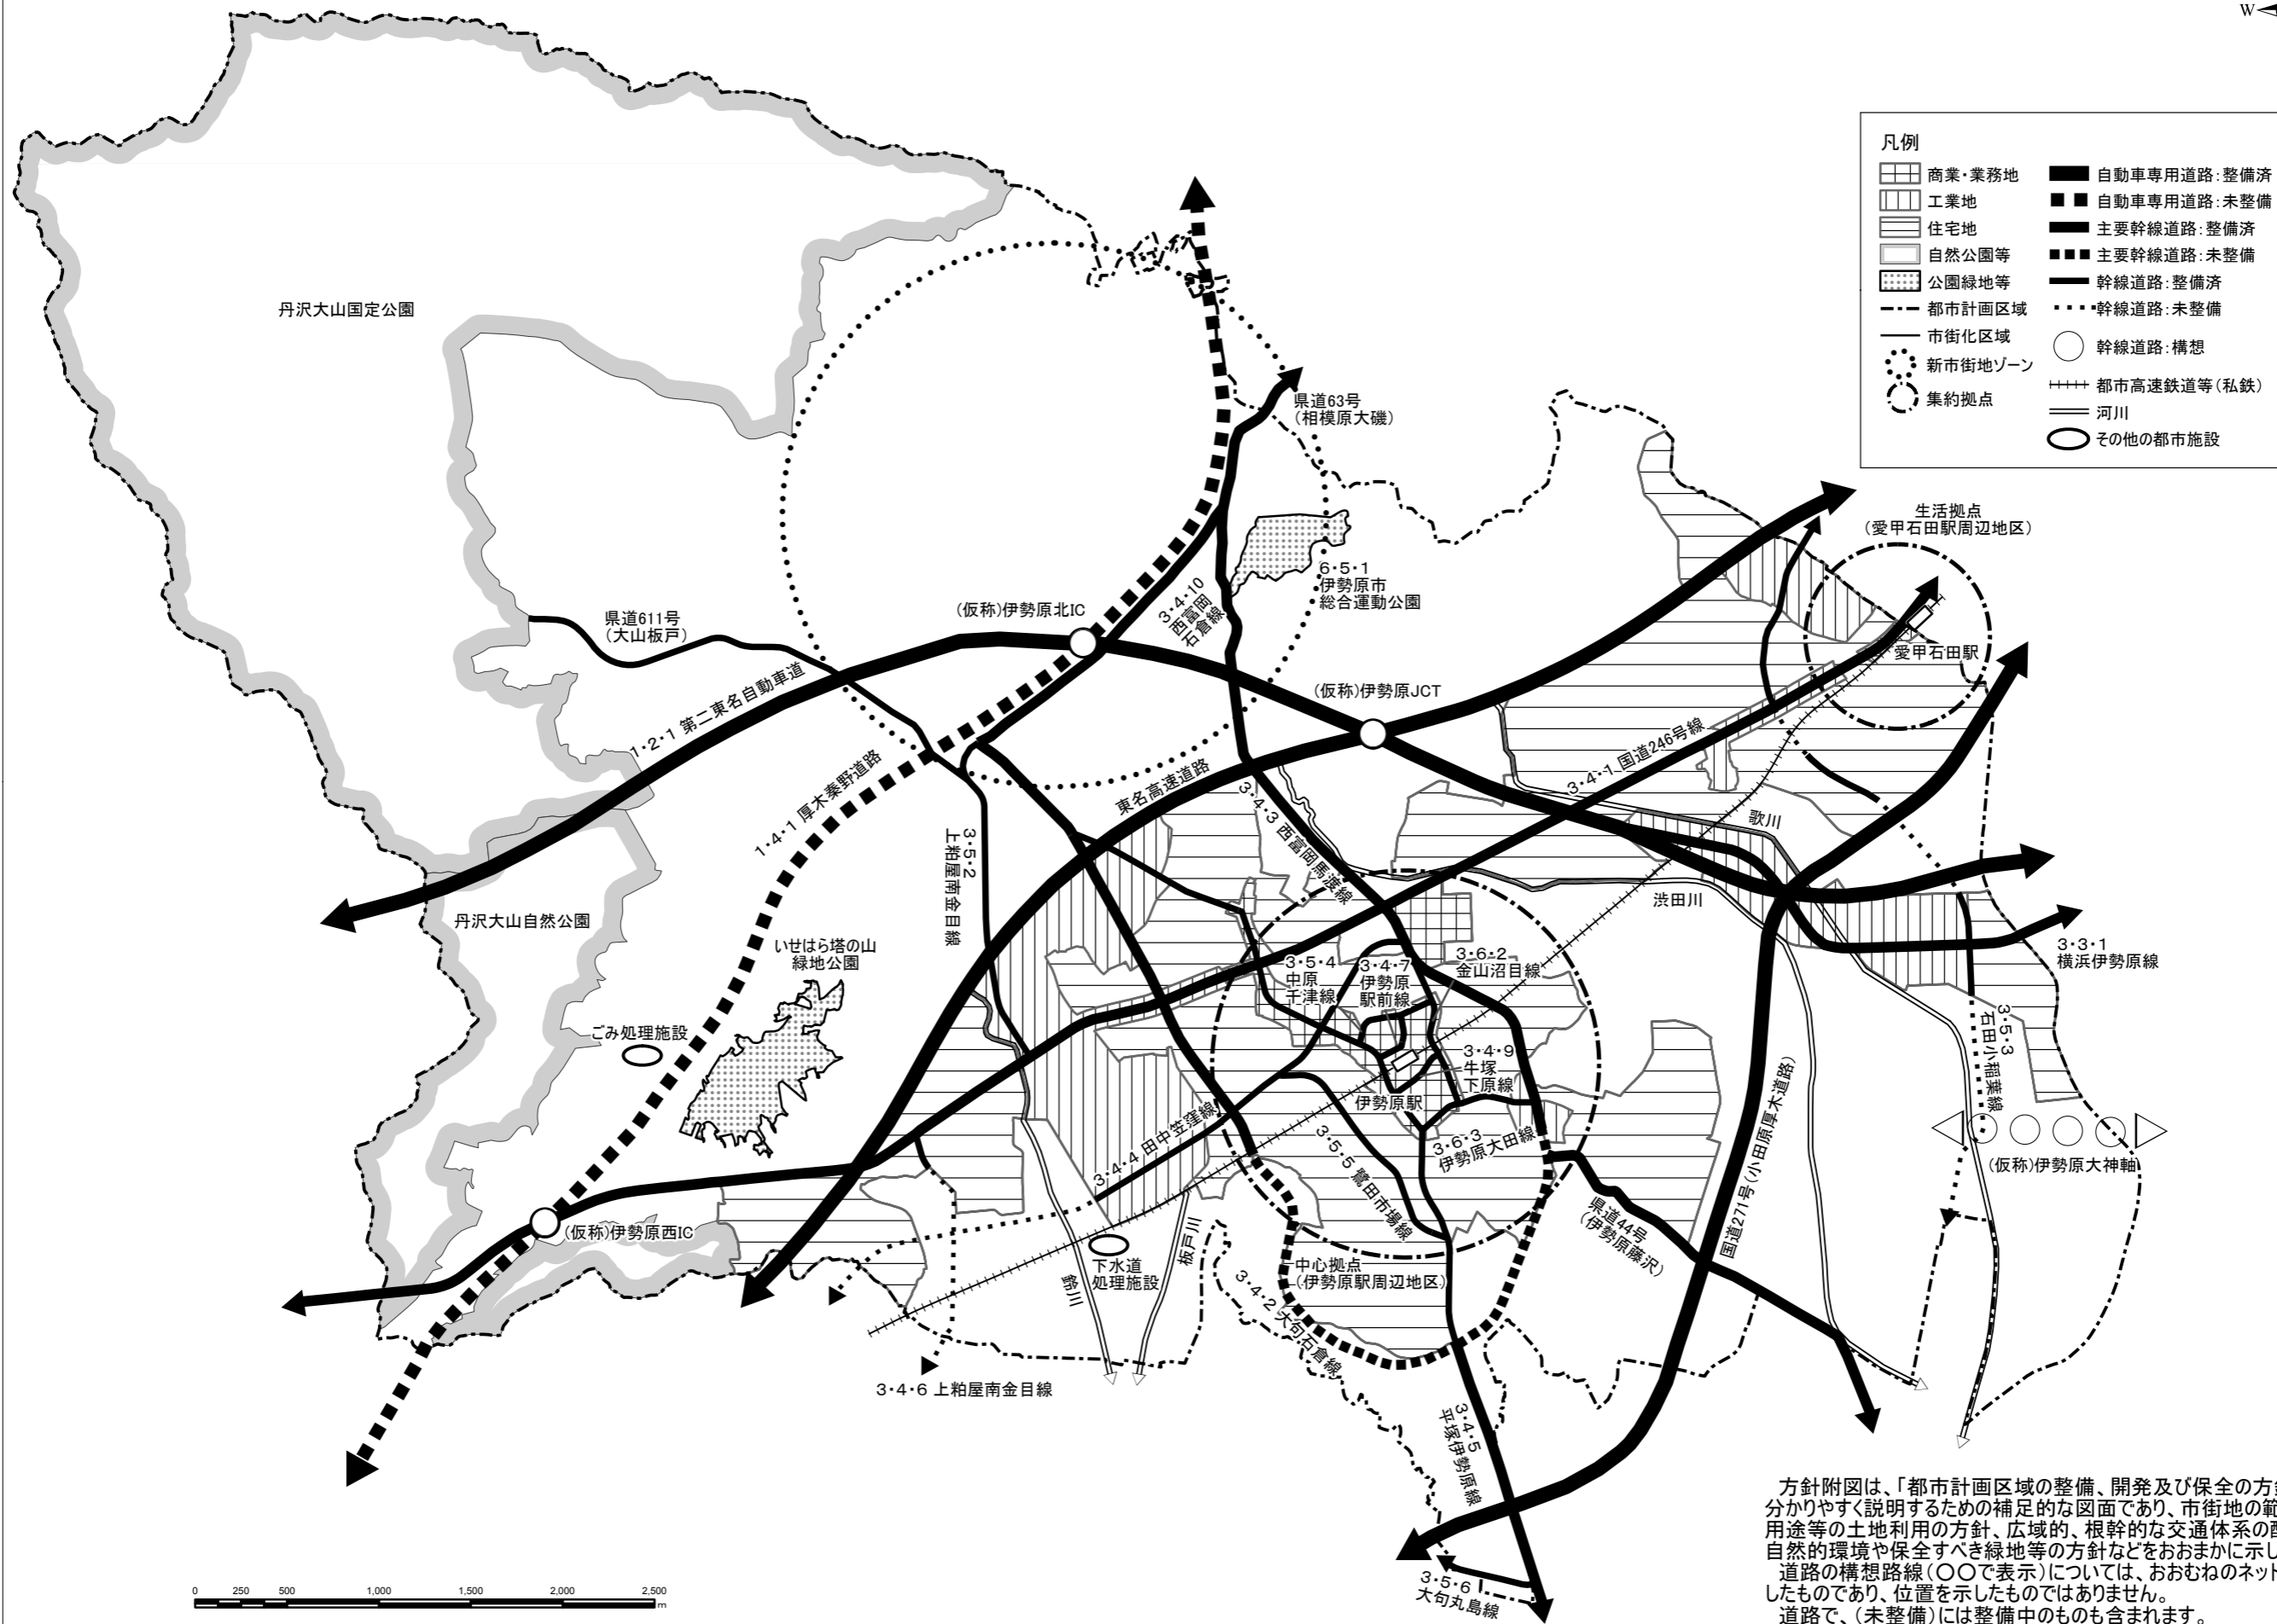 W
凡例
商業・業務地
工業地
住宅地
自然公園等
公園緑地等
都市計画区域
市街化区域
新市街地ゾーン
集約拠点
自動車専用道路:整備済
自動車専用道路:未整備
主要幹線道路:整備済
主要幹線道路:未整備
幹線道路:整備済
幹線道路:未整備
幹線道路:構想
都市高速鉄道等(私鉄)
河川
その他の都市施設
丹沢大山国定公園
県道63号
(相模原大磯)
生活拠点
(愛甲石田駅周辺地区)
6・5・1
伊勢原市
総合運動公園
3・4・10
西富岡
石倉線
(仮称)伊勢原北IC
県道611号
(大山板戸)
愛甲石田駅
(仮称)伊勢原JCT
1・2・1 第二東名自動車道
3・4・1 国道246号線
1・4・1 厚木秦野道路
東名高速道路
3・4・3 西富岡馬渡線
歌川
3・5・2
上粕屋南金目線
渋田川
丹沢大山自然公園
いせはら塔の山
緑地公園
3・5・4
中原
千津線
3・4・7
伊勢原
駅前線
3・6・2
金山沼目線
3・3・1
横浜伊勢原線
ごみ処理施設
3・4・9
牛塚
下原線
伊勢原駅
3・5・3
石田小稲葉線
3・4・4 田中笠窪線
3・6・3
伊勢原大田線
3・5・5 鷺田市場線
国道271号(小田原厚木道路)
(仮称)伊勢原大神軸
県道44号
(伊勢原藤沢)
(仮称)伊勢原西IC
下水道
処理施設
鈴川
板戸川
中心拠点
(伊勢原駅周辺地区)
3・4・2 大句石倉線
3・4・6 上粕屋南金目線
3・4・5
平塚伊勢原線
3・5・6
大句丸島線
0 250 500 1,000 1,500 2,000 2,500
m
方針附図は、「都市計画区域の整備、開発及び保全の方針
分かりやすく説明するための補足的な図面であり、市街地の範
用途等の土地利用の方針、広域的、根幹的な交通体系の配
自然的環境や保全すべき緑地等の方針などをおおまかに示し
道路の構想路線(〇〇で表示)については、おおむねのネット
したものであり、位置を示したものではありません。
道路で、(未整備)には整備中のものも含まれます。